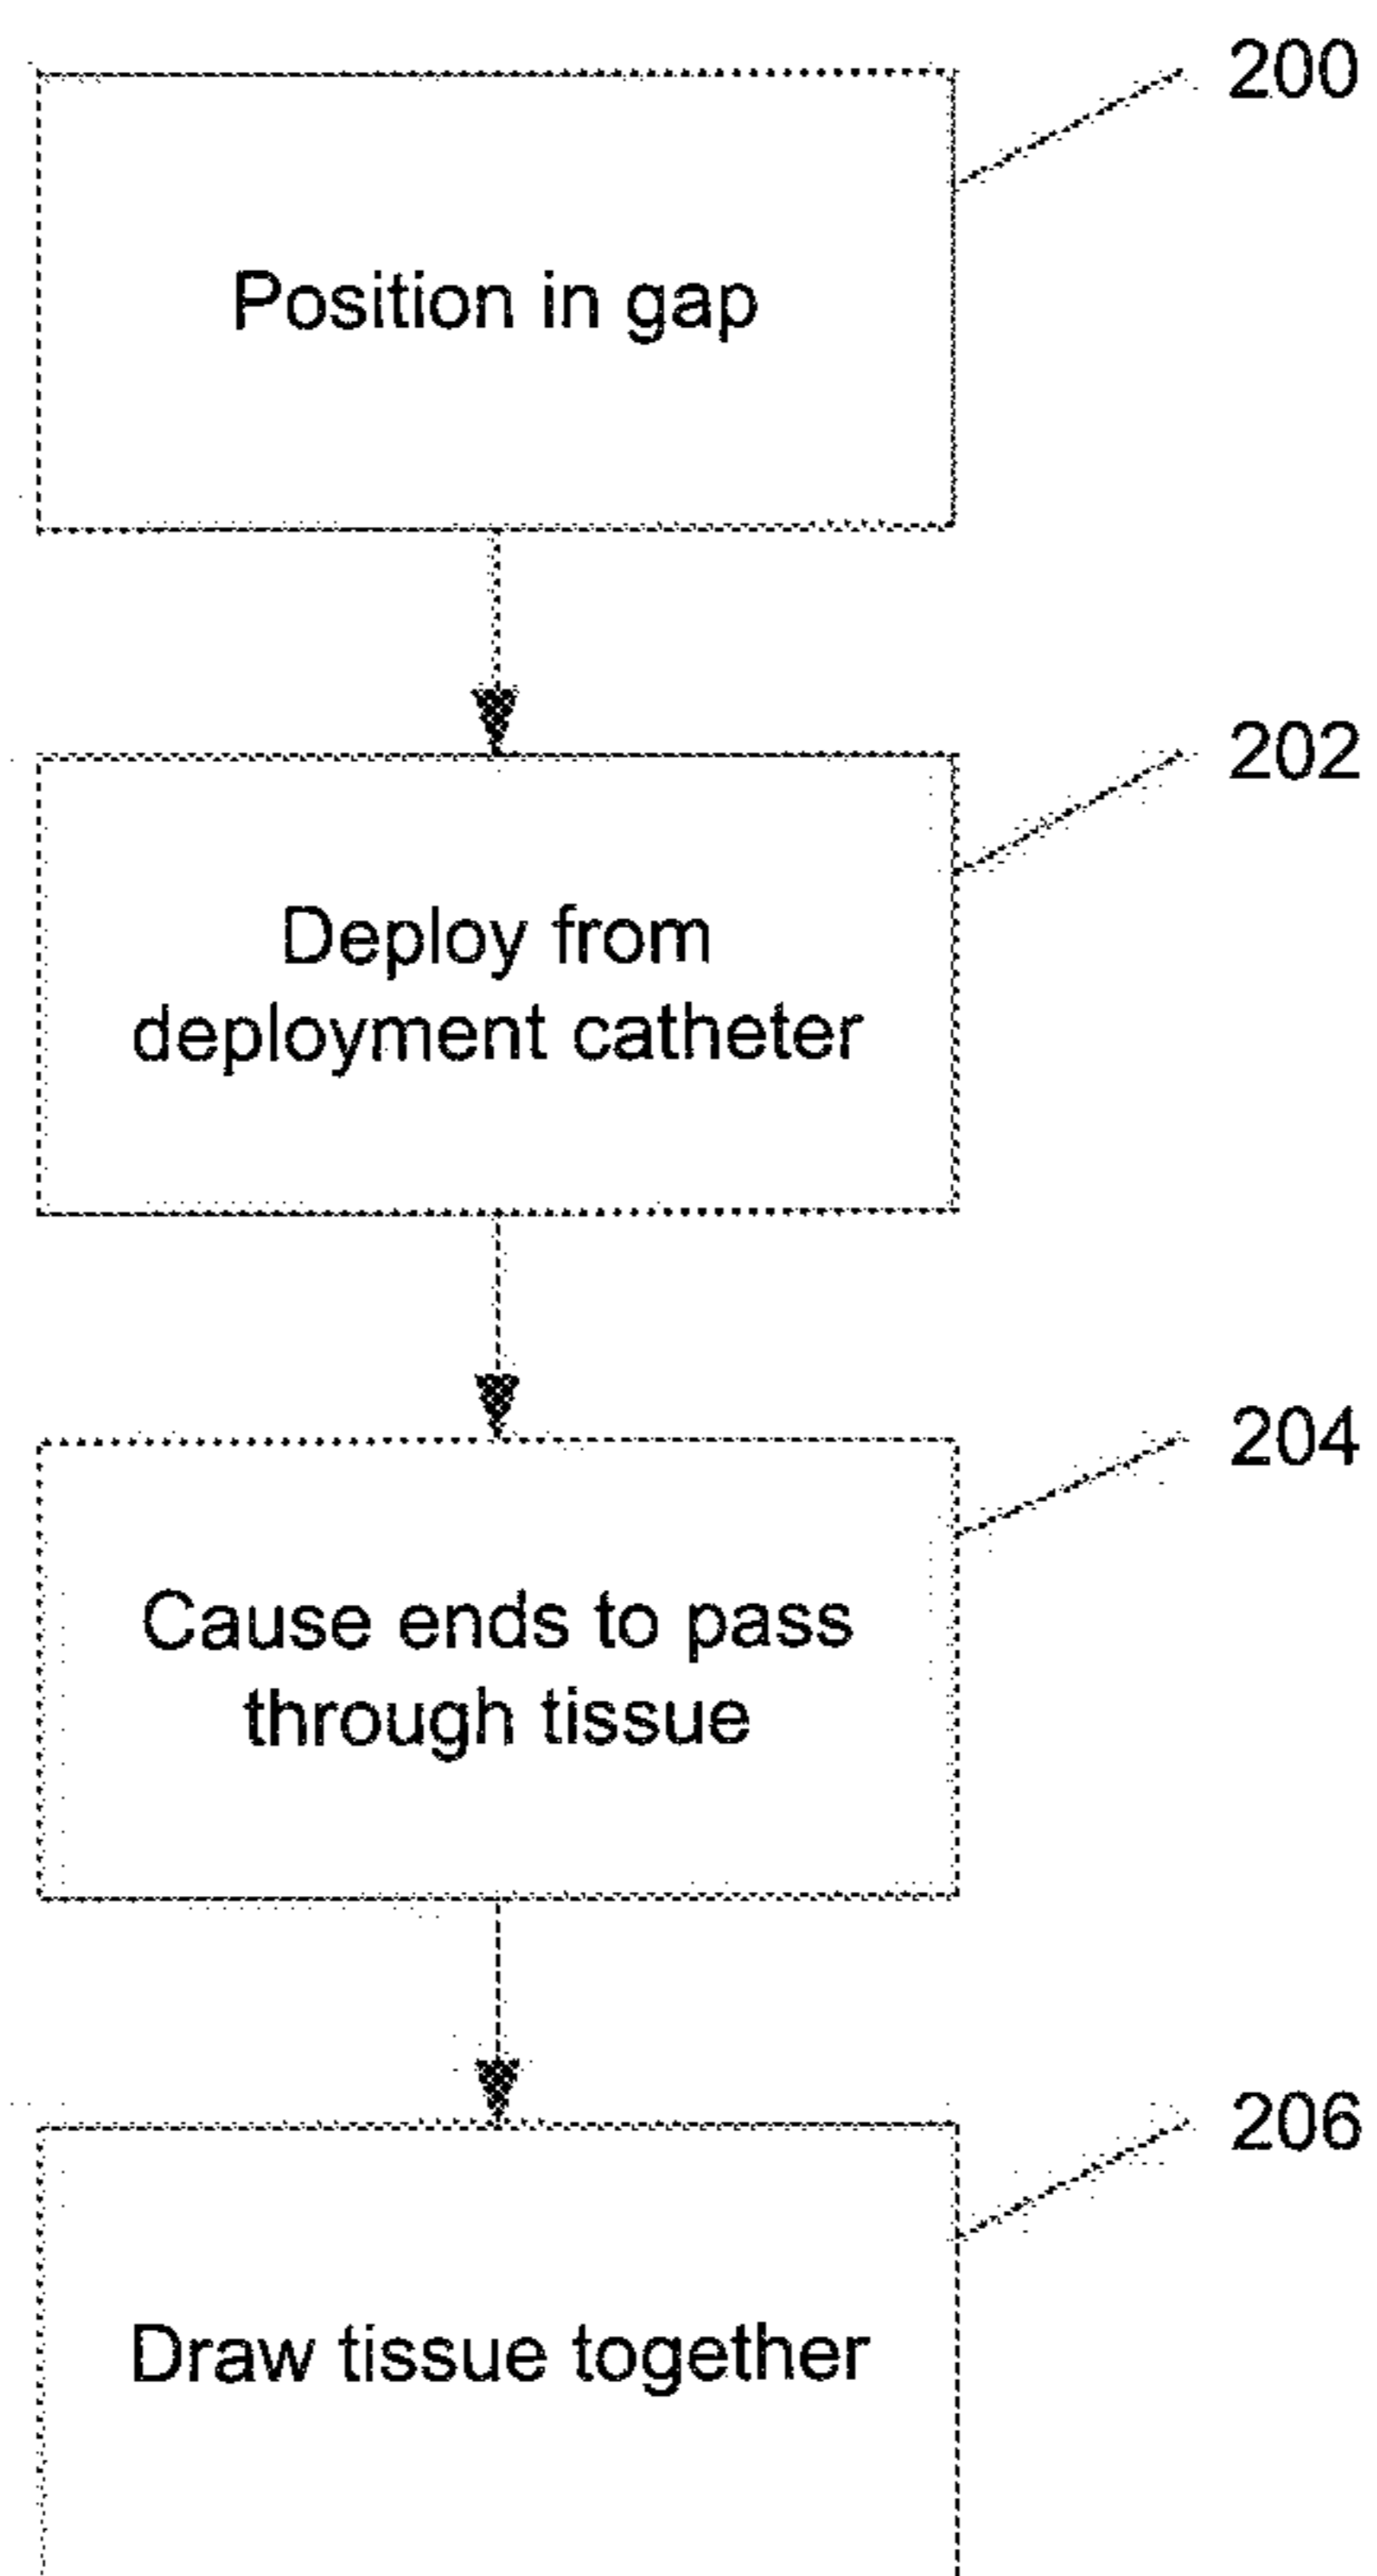 200
Position in gap
202
Deploy from
deployment catheter
204
Cause ends to pass
through tissue
206
Draw tissue together